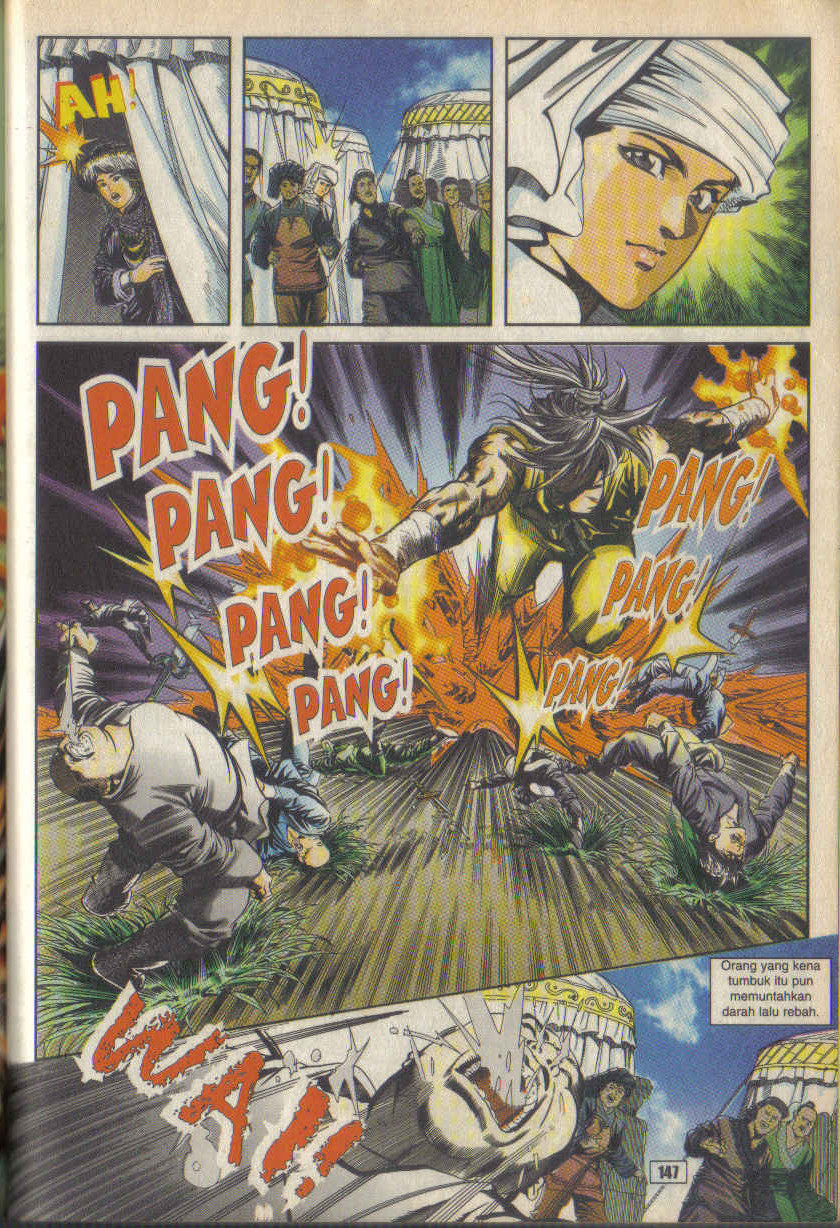 AH!
PANG!
PANG!
PANG!
PANG!
PANG!
PANG!
PANG!
Orang yang kena
tumbuk itu pun
memuntahkan
darah lalu rebah.
WAI!!
147